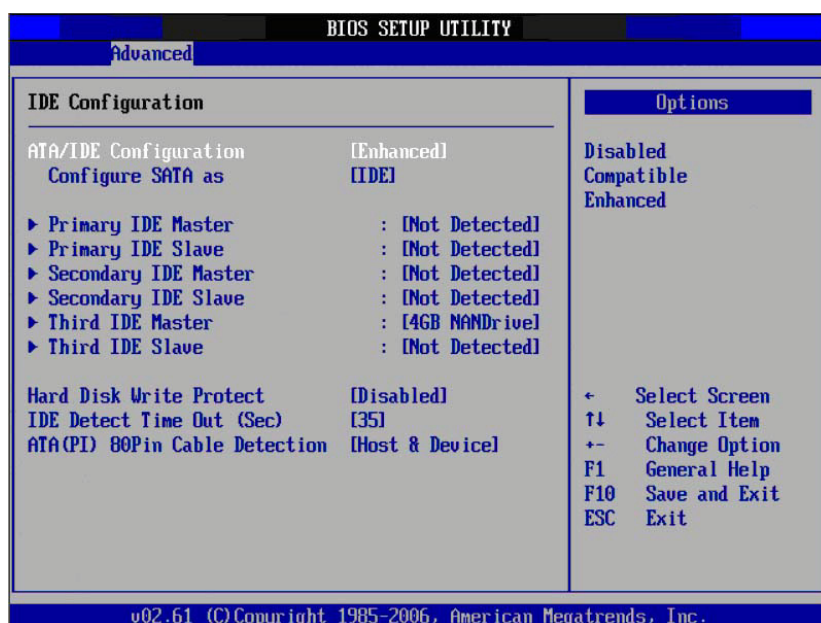 BIOS SETUP UTILITY
Advanced
IDE Configuration
ATA/IDE Configuration [Enhanced]
Configure SATA as [IDE]
▶ Primary IDE Master : [Not Detected]
▶ Primary IDE Slave : [Not Detected]
▶ Secondary IDE Master : [Not Detected]
▶ Secondary IDE Slave : [Not Detected]
▶ Third IDE Master : [4GB NANDrive]
▶ Third IDE Slave : [Not Detected]
Hard Disk Write Protect [Disabled]
IDE Detect Time Out (Sec) [35]
ATA(PI) 80Pin Cable Detection [Host & Device]
Options
Disabled
Compatible
Enhanced
← Select Screen
↑↓ Select Item
+- Change Option
F1 General Help
F10 Save and Exit
ESC Exit
v02.61 (C)Copyright 1985-2006, American Megatrends, Inc.